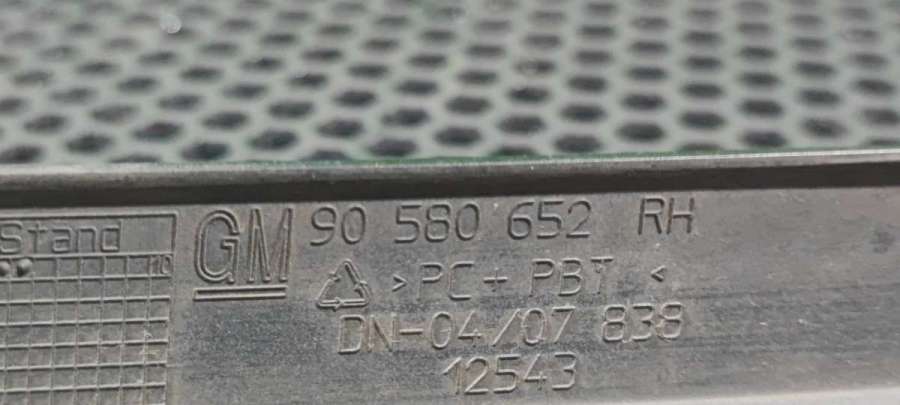 Stand
GM 90 580 652 RH
>PC+ PBT <
DN-04/07 838
12543